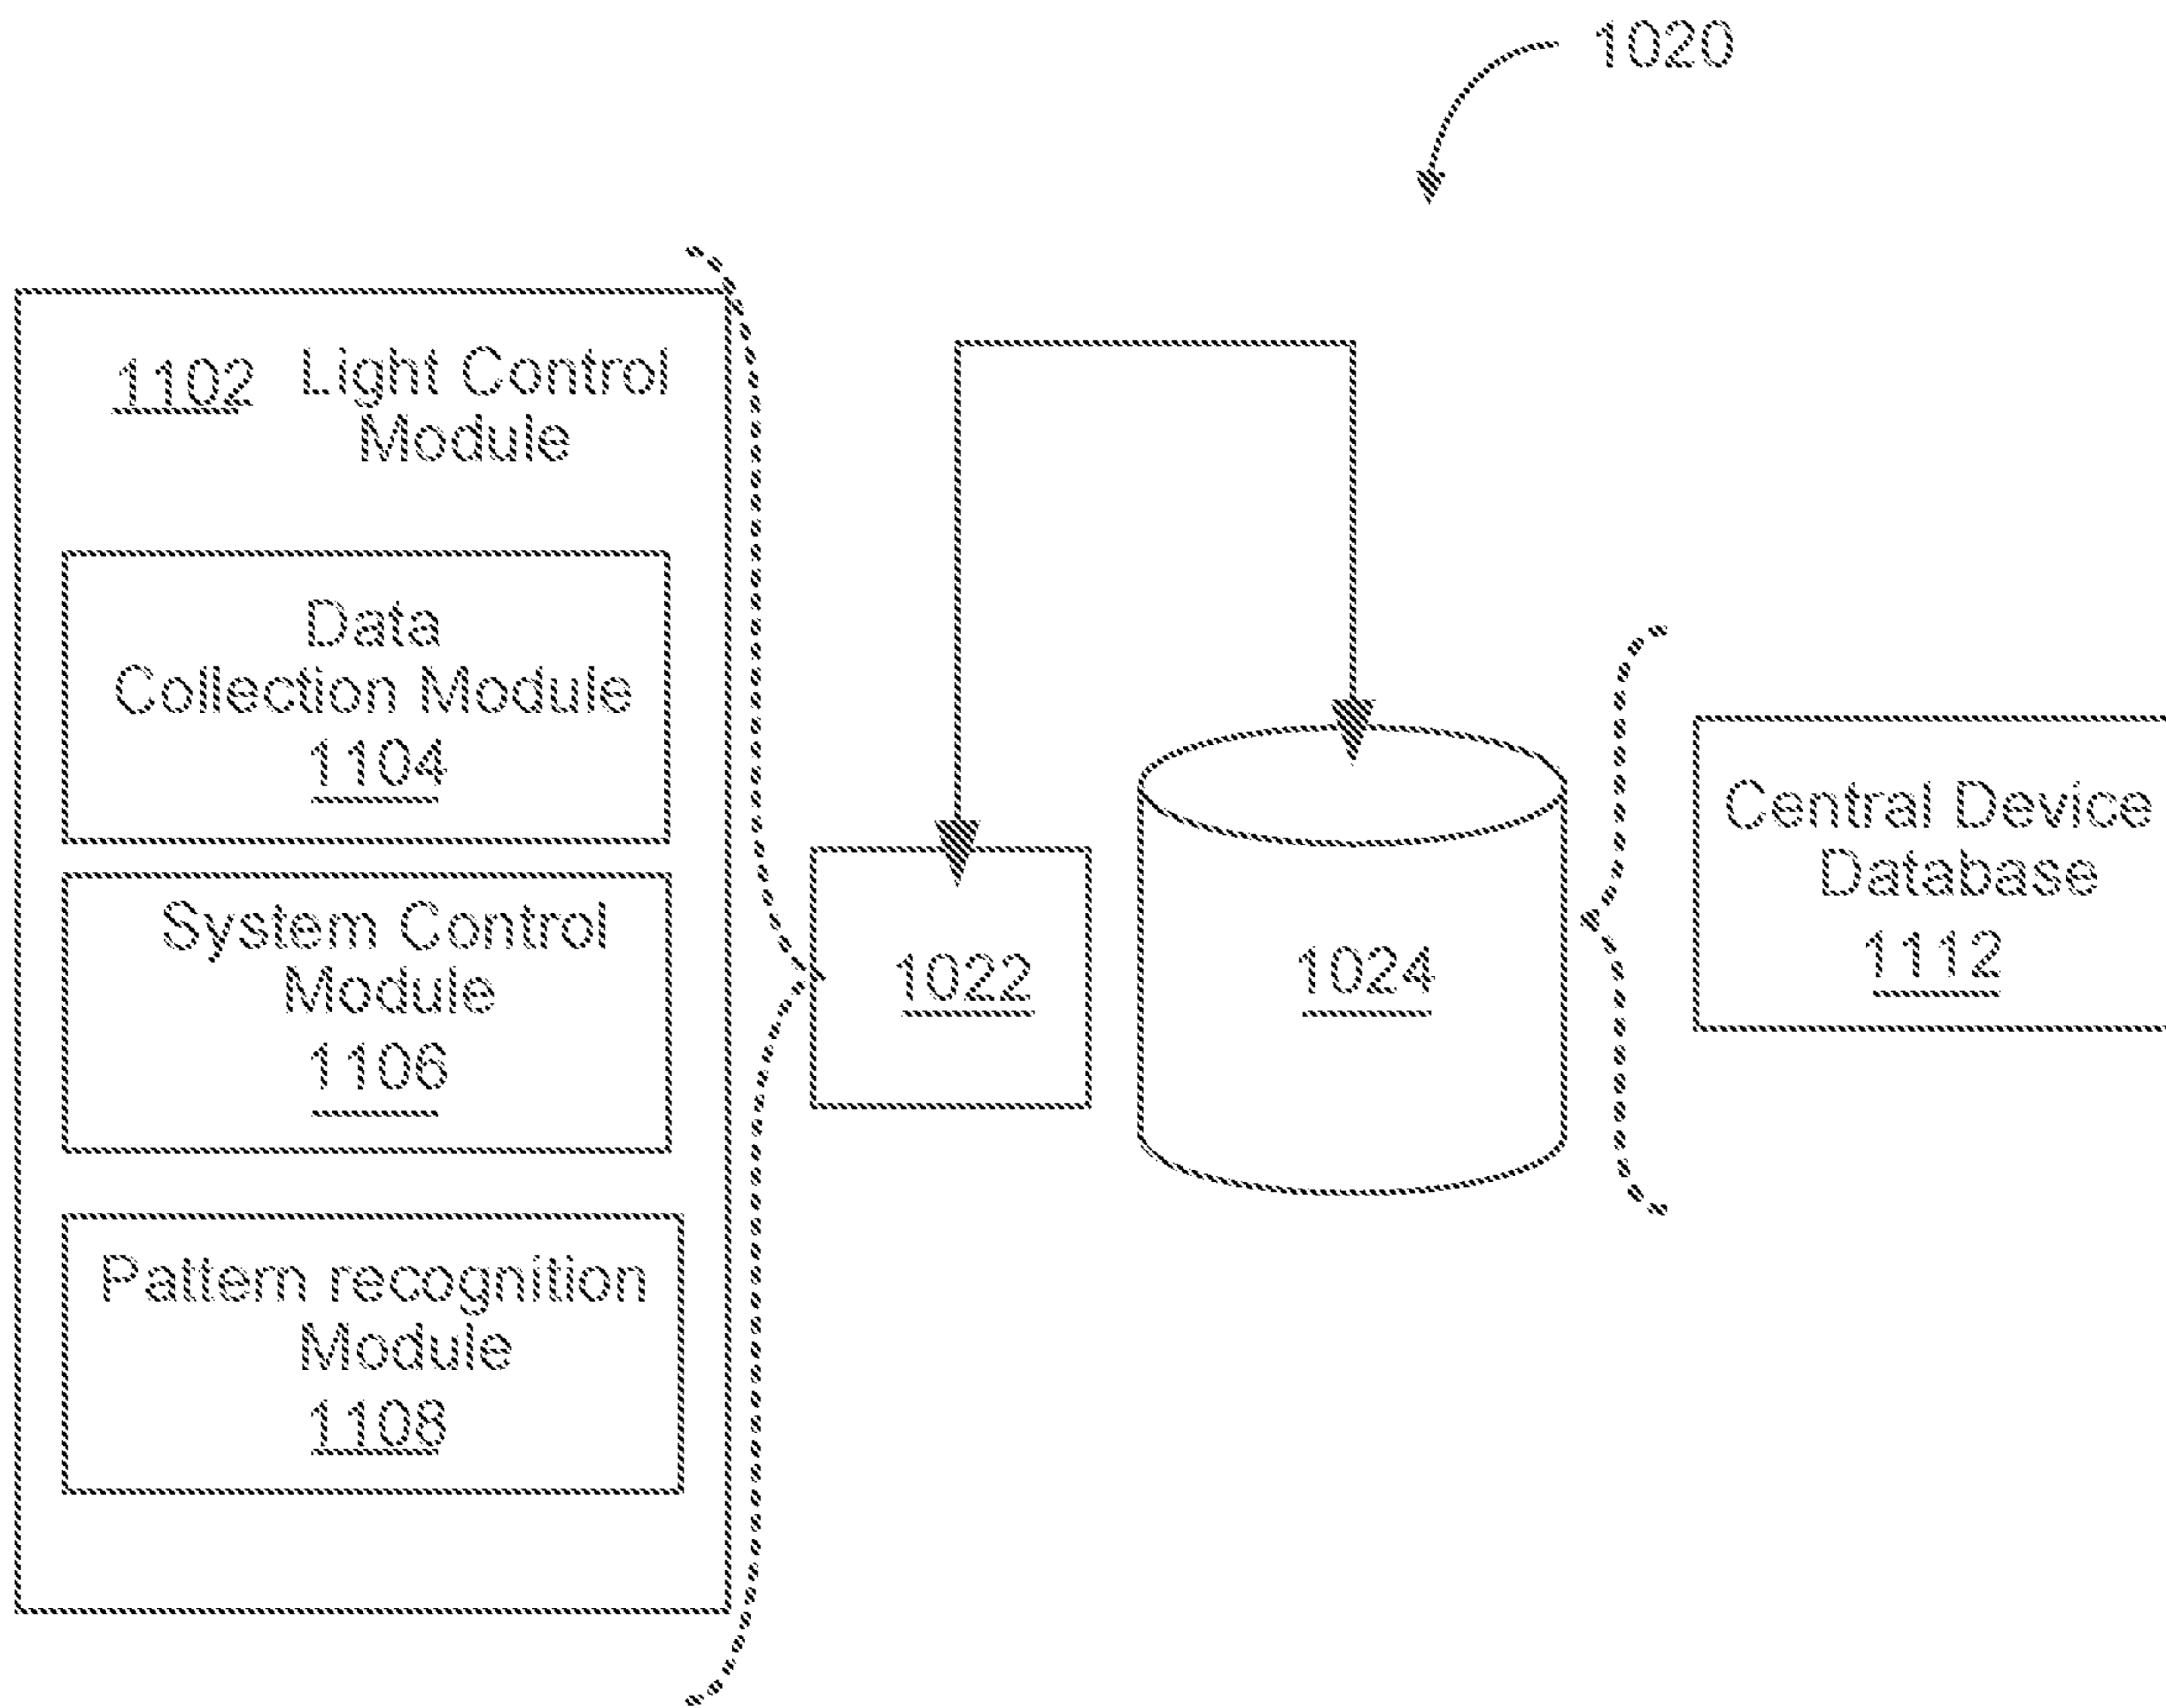 1020
1102 Light Control
Module
Data
Collection Module
1104
System Control
Module
1106
Pattern recognition
Module
1108
1022
1024
Central Device
Database
1112